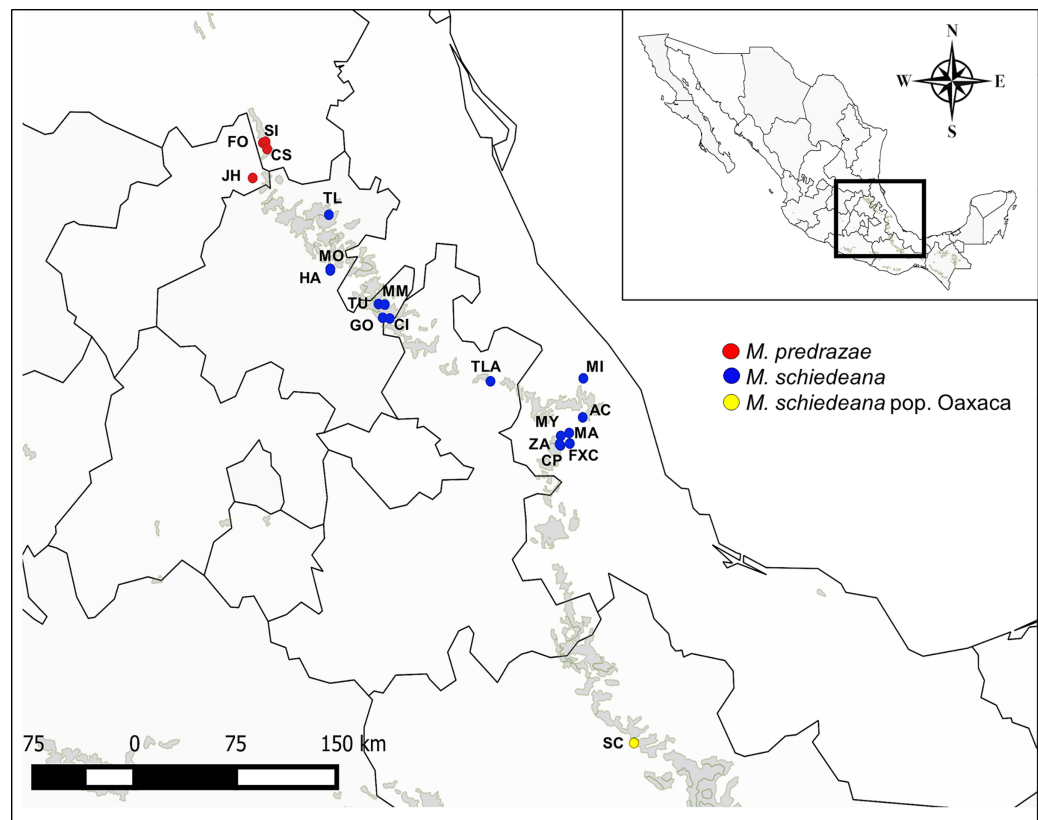 N
W E
S
SI
FO
CS
JH
TL
MO
HA
TU MM
GO CI
TLA
MI
AC
MY MA
ZA
CP FXC
SC
M. predrazae
M. schiedeana
M. schiedeana pop. Oaxaca
75 0 75 150 km